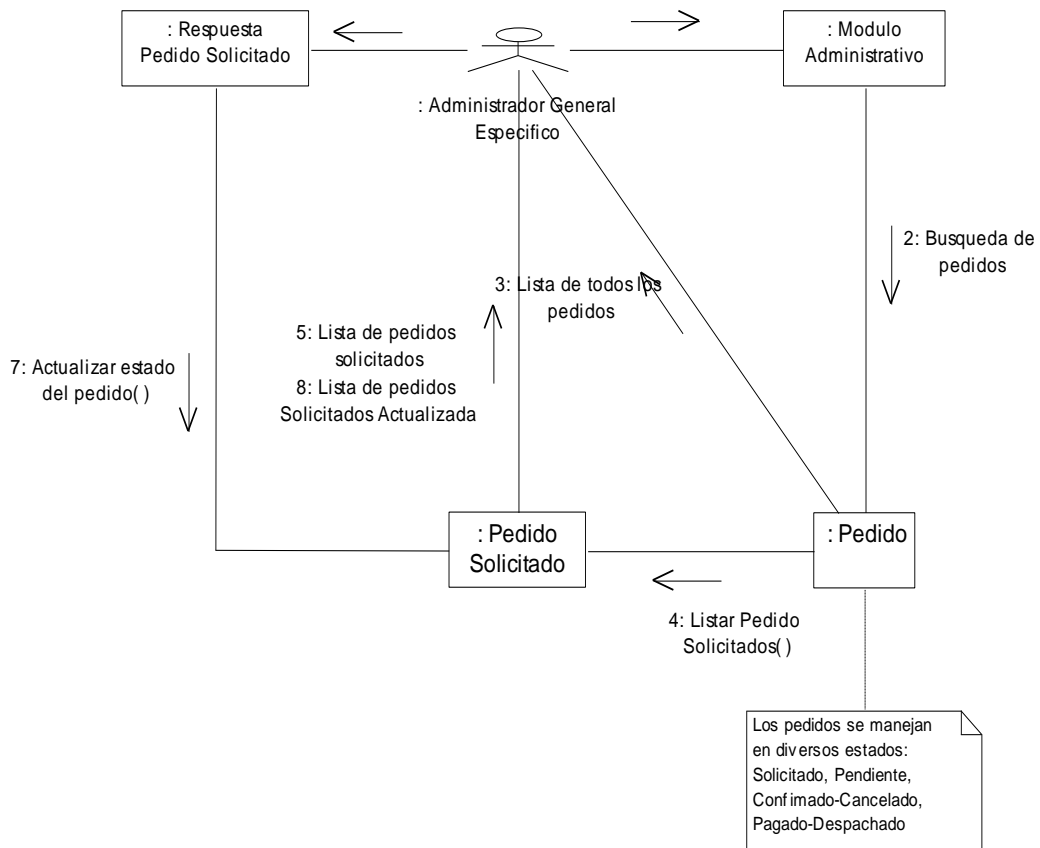 : Respuesta
Pedido Solicitado
: Modulo
Administrativo
: Administrador General
Especifico
2: Busqueda de
pedidos
3: Lista de todos los
pedidos
5: Lista de pedidos
solicitados
8: Lista de pedidos
Solicitados Actualizada
7: Actualizar estado
del pedido( )
: Pedido
Solicitado
: Pedido
4: Listar Pedido
Solicitados( )
Los pedidos se manejan
en diversos estados:
Solicitado, Pendiente,
Confimado-Cancelado,
Pagado-Despachado